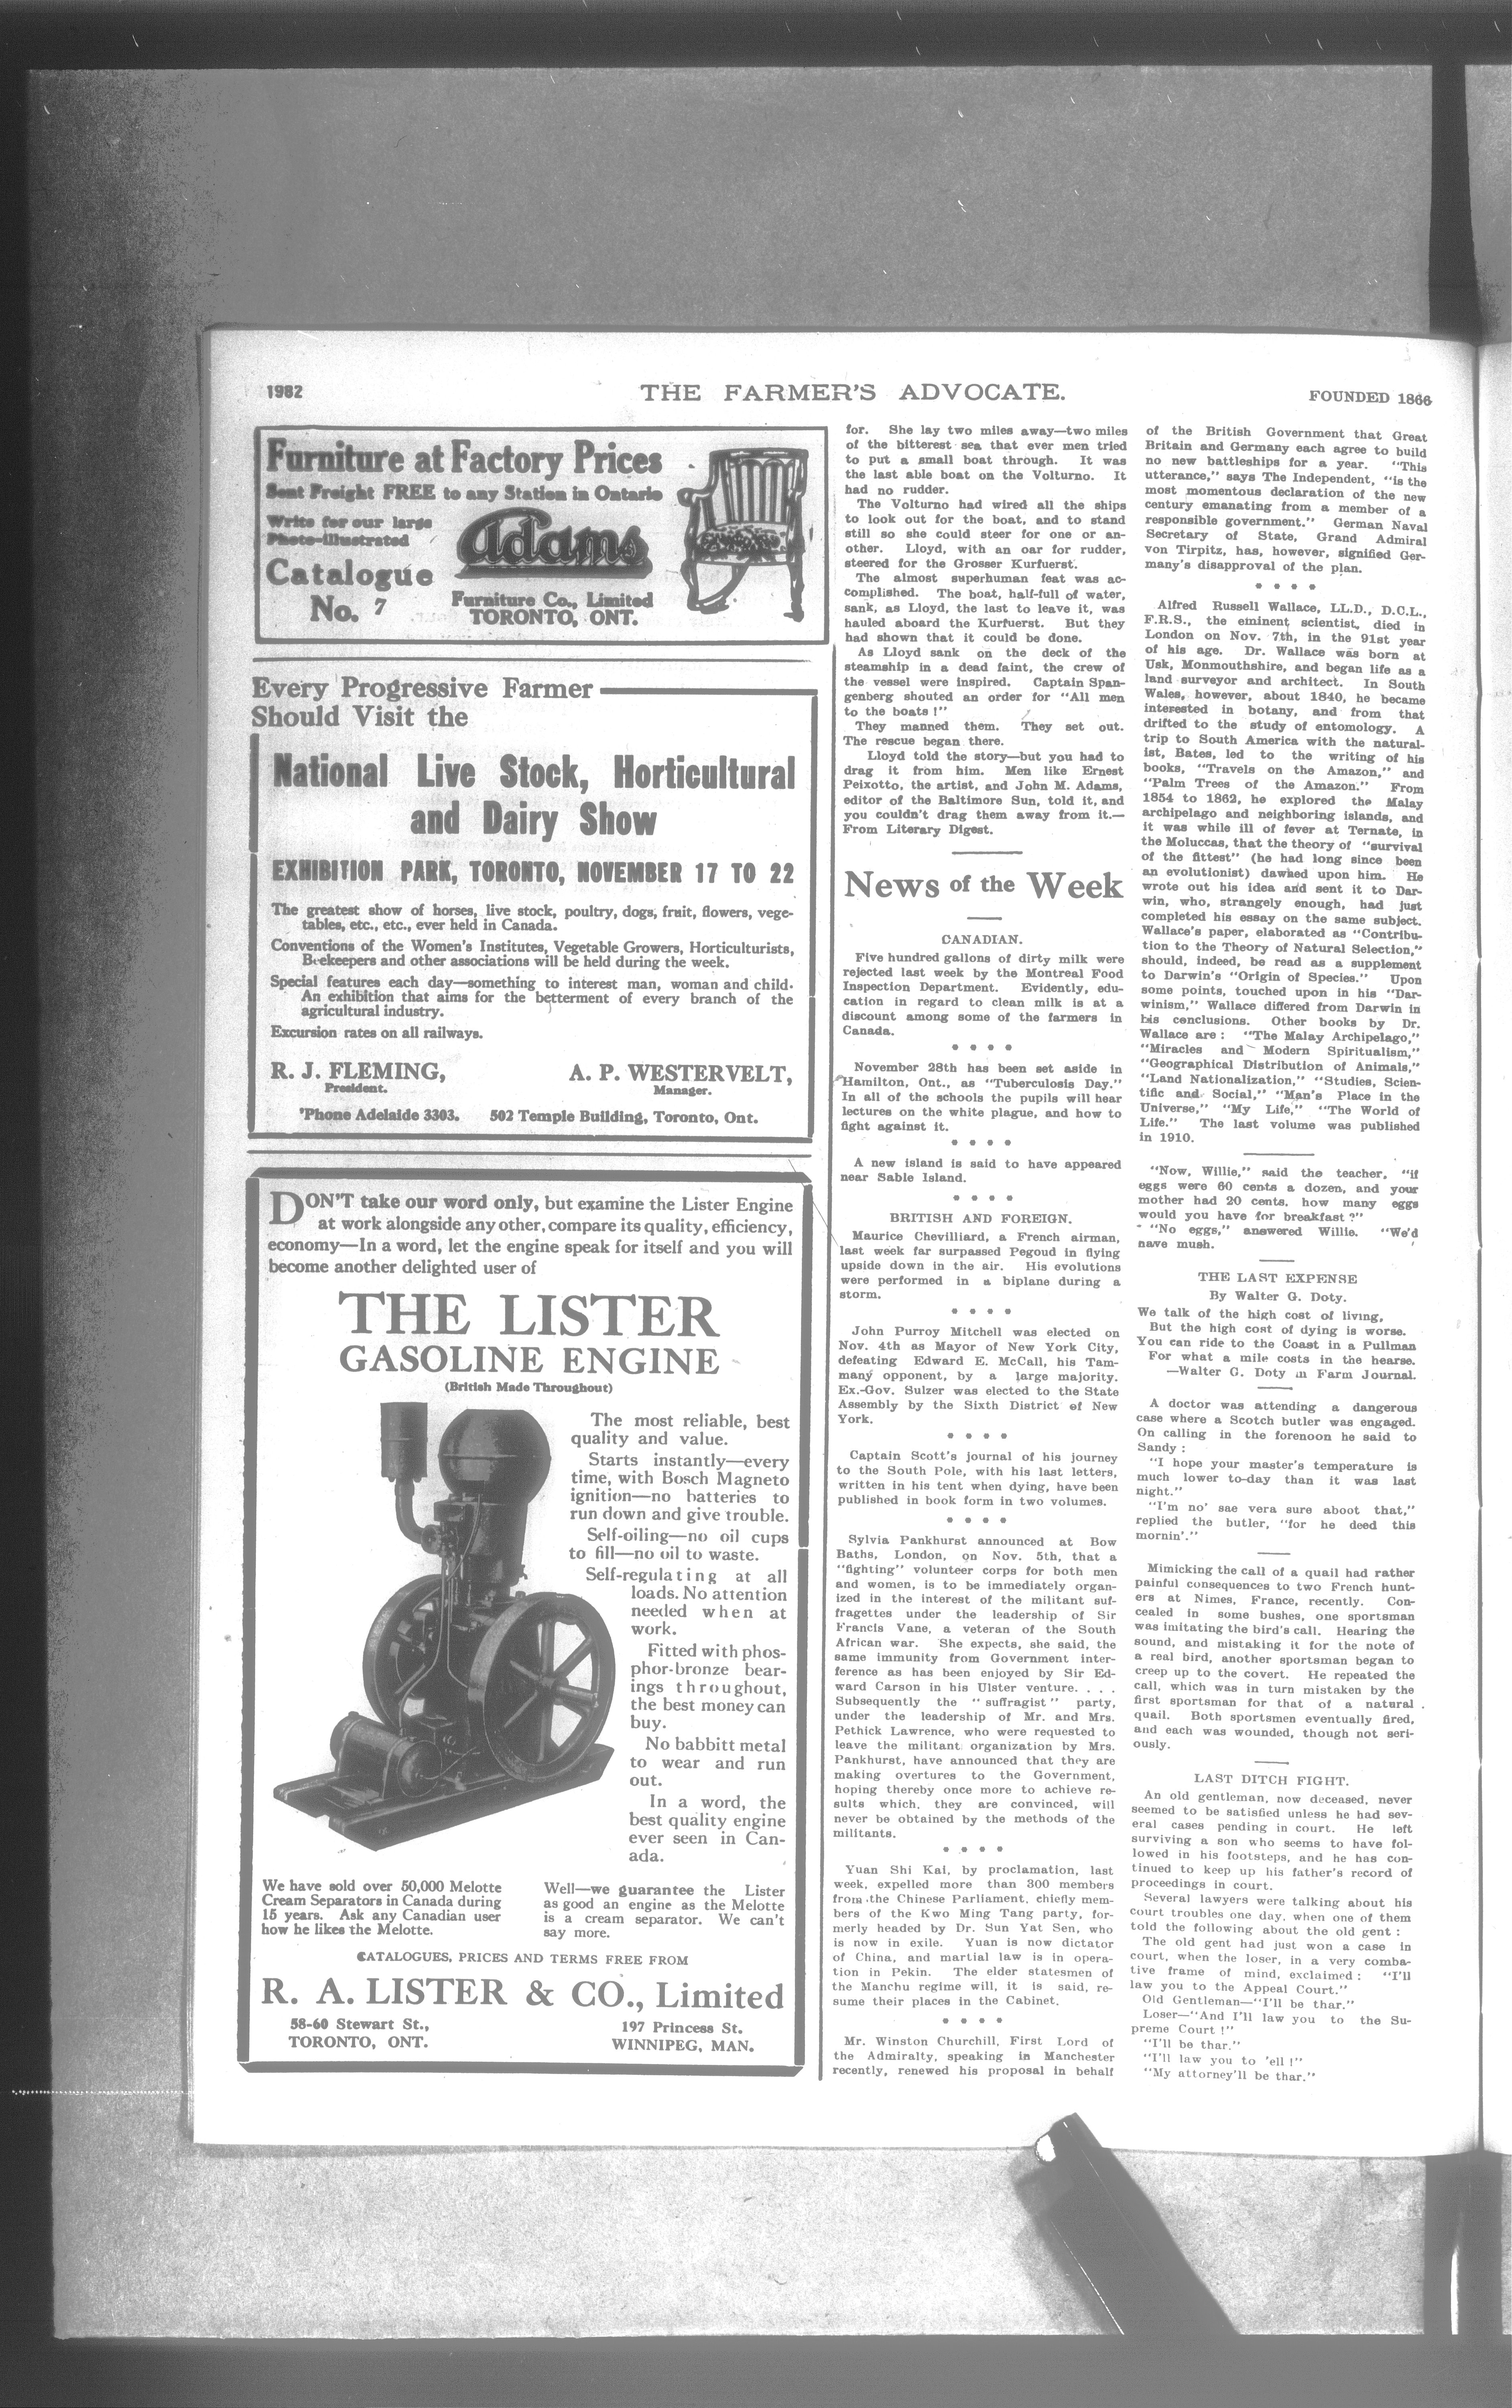 1982
THE FARMER'S ADVOCATE.
FOUNDED 1866
Furniture at Factory Prices
Sent Freight FREE to any Station in Ontario
Write for our large
Photo-illustrated
Catalogue
No. 7
Adams
Furniture Co., Limited
TORONTO, ONT.
Every Progressive Farmer
Should Visit the
National Live Stock, Horticultural
and Dairy Show
EXHIBITION PARK, TORONTO, NOVEMBER 17 TO 22
The greatest show of horses, live stock, poultry, dogs, fruit, flowers, vege-
tables, etc., etc., ever held in Canada.
Conventions of the Women's Institutes, Vegetable Growers, Horticulturists,
Beekeepers and other associations will be held during the week.
Special features each day—something to interest man, woman and child.
An exhibition that aims for the betterment of every branch of the
agricultural industry.
Excursion rates on all railways.
R. J. FLEMING,
President.
A. P. WESTERVELT,
Manager.
'Phone Adelaide 3303. 502 Temple Building, Toronto, Ont.
DON'T take our word only, but examine the Lister Engine
at work alongside any other, compare its quality, efficiency,
economy—In a word, let the engine speak for itself and you will
become another delighted user of
THE LISTER
GASOLINE ENGINE
(British Made Throughout)
The most reliable, best
quality and value.
Starts instantly—every
time, with Bosch Magneto
ignition—no batteries to
run down and give trouble.
Self-oiling—no oil cups
to fill—no oil to waste.
Self-regulating at all
loads. No attention
needed when at
work.
Fitted with phos-
phor-bronze bear-
ings throughout,
the best money can
buy.
No babbitt metal
to wear and run
out.
In a word, the
best quality engine
ever seen in Can-
ada.
We have sold over 50,000 Melotte
Cream Separators in Canada during
15 years. Ask any Canadian user
how he likes the Melotte.
Well—we guarantee the Lister
as good an engine as the Melotte
is a cream separator. We can't
say more.
CATALOGUES, PRICES AND TERMS FREE FROM
R. A. LISTER & CO., Limited
58-60 Stewart St.,
TORONTO, ONT.
197 Princess St.
WINNIPEG, MAN.
for. She lay two miles away—two miles
of the bitterest sea that ever men tried
to put a small boat through. It was
the last able boat on the Volturno. It
had no rudder.
The Volturno had wired all the ships
to look out for the boat, and to stand
still so she could steer for one or an-
other. Lloyd, with an oar for rudder,
steered for the Grosser Kurfuerst.
The almost superhuman feat was ac-
complished. The boat, half-full of water,
sank, as Lloyd, the last to leave it, was
hauled aboard the Kurfuerst. But they
had shown that it could be done.
As Lloyd sank on the deck of the
steamship in a dead faint, the crew of
the vessel were inspired. Captain Span-
genberg shouted an order for "All men
to the boats !"
They manned them. They set out.
The rescue began there.
Lloyd told the story—but you had to
drag it from him. Men like Ernest
Peixotto, the artist, and John M. Adams,
editor of the Baltimore Sun, told it, and
you couldn't drag them away from it.—
From Literary Digest.
News of the Week
CANADIAN.
Five hundred gallons of dirty milk were
rejected last week by the Montreal Food
Inspection Department. Evidently, edu-
cation in regard to clean milk is at a
discount among some of the farmers in
Canada.
* * * *
November 28th has been set aside in
Hamilton, Ont., as "Tuberculosis Day."
In all of the schools the pupils will hear
lectures on the white plague, and how to
fight against it.
* * * *
A new island is said to have appeared
near Sable Island.
* * * *
BRITISH AND FOREIGN.
Maurice Chevilliard, a French airman,
last week far surpassed Pegoud in flying
upside down in the air. His evolutions
were performed in a biplane during a
storm.
* * * *
John Purroy Mitchell was elected on
Nov. 4th as Mayor of New York City,
defeating Edward E. McCall, his Tam-
many opponent, by a large majority.
Ex.-Gov. Sulzer was elected to the State
Assembly by the Sixth District of New
York.
* * * *
Captain Scott's journal of his journey
to the South Pole, with his last letters,
written in his tent when dying, have been
published in book form in two volumes.
* * * *
Sylvia Pankhurst announced at Bow
Baths, London, on Nov. 5th, that a
"fighting" volunteer corps for both men
and women, is to be immediately organ-
ized in the interest of the militant suf-
fragettes under the leadership of Sir
Francis Vane, a veteran of the South
African war. She expects, she said, the
same immunity from Government inter-
ference as has been enjoyed by Sir Ed-
ward Carson in his Ulster venture. . . .
Subsequently the "suffragist" party,
under the leadership of Mr. and Mrs.
Pethick Lawrence, who were requested to
leave the militant organization by Mrs.
Pankhurst, have announced that they are
making overtures to the Government,
hoping thereby once more to achieve re-
sults which, they are convinced, will
never be obtained by the methods of the
militants.
* * * *
Yuan Shi Kai, by proclamation, last
week, expelled more than 300 members
from the Chinese Parliament, chiefly mem-
bers of the Kwo Ming Tang party, for-
merly headed by Dr. Sun Yat Sen, who
is now in exile. Yuan is now dictator
of China, and martial law is in opera-
tion in Pekin. The elder statesmen of
the Manchu regime will, it is said, re-
sume their places in the Cabinet.
* * * *
Mr. Winston Churchill, First Lord of
the Admiralty, speaking in Manchester
recently, renewed his proposal in behalf
of the British Government that Great
Britain and Germany each agree to build
no new battleships for a year. "This
utterance," says The Independent, "is the
most momentous declaration of the new
century emanating from a member of a
responsible government." German Naval
Secretary of State, Grand Admiral
von Tirpitz, has, however, signified Ger-
many's disapproval of the plan.
* * * *
Alfred Russell Wallace, LL.D., D.C.L.,
F.R.S., the eminent scientist, died in
London on Nov. 7th, in the 91st year
of his age. Dr. Wallace was born at
Usk, Monmouthshire, and began life as a
land surveyor and architect. In South
Wales, however, about 1840, he became
interested in botany, and from that
drifted to the study of entomology. A
trip to South America with the natural-
ist, Bates, led to the writing of his
books, "Travels on the Amazon," and
"Palm Trees of the Amazon." From
1854 to 1862, he explored the Malay
archipelago and neighboring islands, and
it was while ill of fever at Ternate, in
the Moluccas, that the theory of "survival
of the fittest" (he had long since been
an evolutionist) dawned upon him. He
wrote out his idea and sent it to Dar-
win, who, strangely enough, had just
completed his essay on the same subject.
Wallace's paper, elaborated as "Contribu-
tion to the Theory of Natural Selection,"
should, indeed, be read as a supplement
to Darwin's "Origin of Species." Upon
some points, touched upon in his "Dar-
winism," Wallace differed from Darwin in
his conclusions. Other books by Dr.
Wallace are : "The Malay Archipelago,"
"Miracles and Modern Spiritualism,"
"Geographical Distribution of Animals,"
"Land Nationalization," "Studies, Scien-
tific and Social," "Man's Place in the
Universe," "My Life," "The World of
Life." The last volume was published
in 1910.
"Now, Willie," said the teacher, "if
eggs were 60 cents a dozen, and your
mother had 20 cents, how many eggs
would you have for breakfast ?"
"No eggs," answered Willie. "We'd
have mush.
THE LAST EXPENSE
By Walter G. Doty.
We talk of the high cost of living,
But the high cost of dying is worse.
You can ride to the Coast in a Pullman
For what a mile costs in the hearse.
—Walter G. Doty in Farm Journal.
A doctor was attending a dangerous
case where a Scotch butler was engaged.
On calling in the forenoon he said to
Sandy :
"I hope your master's temperature is
much lower to-day than it was last
night."
"I'm no' sae vera sure aboot that,"
replied the butler, "for he deed this
mornin'."
Mimicking the call of a quail had rather
painful consequences to two French hunt-
ers at Nimes, France, recently. Con-
cealed in some bushes, one sportsman
was imitating the bird's call. Hearing the
sound, and mistaking it for the note of
a real bird, another sportsman began to
creep up to the covert. He repeated the
call, which was in turn mistaken by the
first sportsman for that of a natural
quail. Both sportsmen eventually fired,
and each was wounded, though not seri-
ously.
LAST DITCH FIGHT.
An old gentleman, now deceased, never
seemed to be satisfied unless he had sev-
eral cases pending in court. He left
surviving a son who seems to have fol-
lowed in his footsteps, and he has con-
tinued to keep up his father's record of
proceedings in court.
Several lawyers were talking about his
court troubles one day, when one of them
told the following about the old gent :
The old gent had just won a case in
court, when the loser, in a very comba-
tive frame of mind, exclaimed : "I'll
law you to the Appeal Court."
Old Gentleman—"I'll be thar."
Loser—"And I'll law you to the Su-
preme Court !"
"I'll be thar."
"I'll law you to 'ell !"
"My attorney'll be thar."